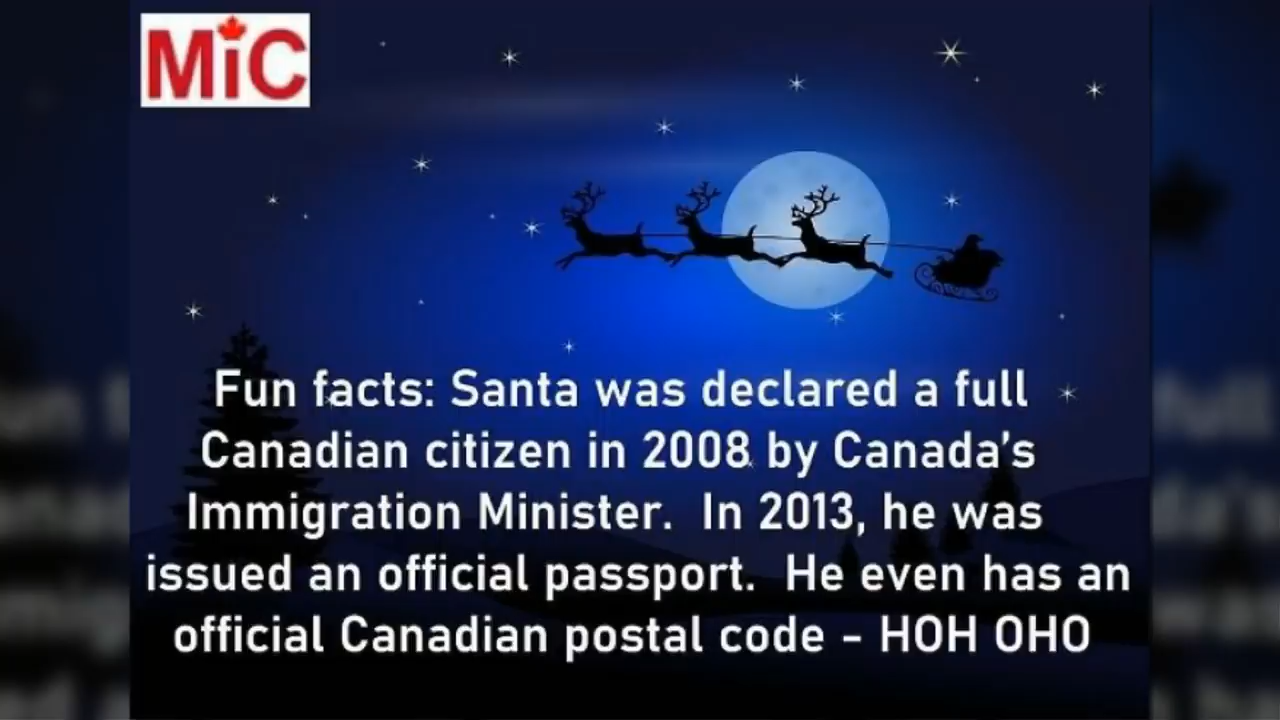 MiC
Fun facts: Santa was declared a full
Canadian citizen in 2008 by Canada's
Immigration Minister. In 2013, he was
issued an official passport. He even has an
official Canadian postal code - HOH OHO